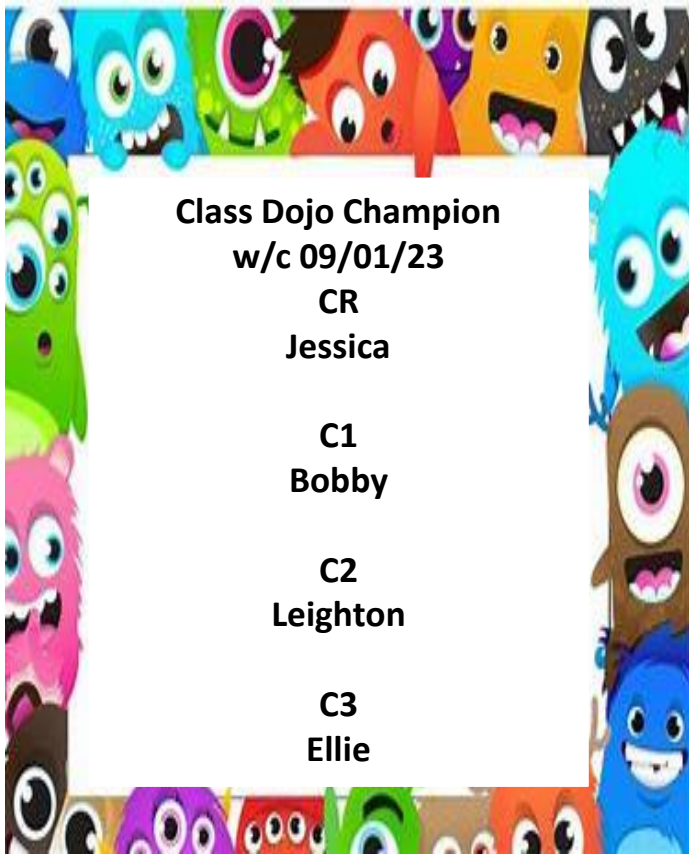 Class Dojo Champion
w/c 09/01/23
CR
Jessica
C1
Bobby
C2
Leighton
C3
Ellie